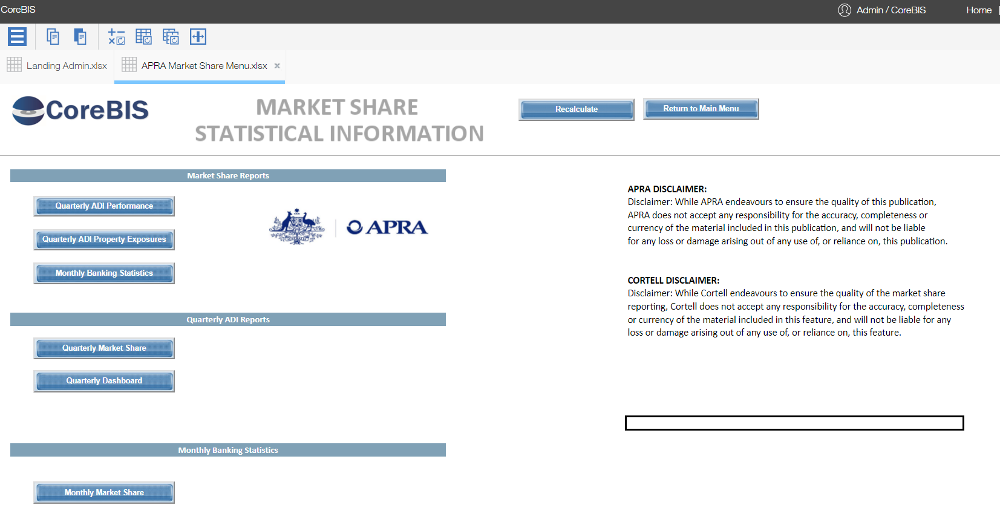 CoreBIS
Admin / CoreBIS
Home
Landing Admin.xlsx
APRA Market Share Menu.xlsx
x
CoreBIS
MARKET SHARE
STATISTICAL INFORMATION
Recalculate
Return to Main Menu
Market Share Reports
Quarterly ADI Performance
Quarterly ADI Property Exposures
Monthly Banking Statistics
APRA
Quarterly ADI Reports
Quarterly Market Share
Quarterly Dashboard
Monthly Banking Statistics
Monthly Market Share
APRA DISCLAIMER:
Disclaimer: While APRA endeavours to ensure the quality of this publication,
APRA does not accept any responsibility for the accuracy, completeness or
currency of the material included in this publication, and will not be liable
for any loss or damage arising out of any use of, or reliance on, this publication.
CORTELL DISCLAIMER:
Disclaimer: While Cortell endeavours to ensure the quality of the market share
reporting, Cortell does not accept any responsibility for the accuracy, completeness
or currency of the material included in this feature, and will not be liable for any
loss or damage arising out of any use of, or reliance on, this feature.